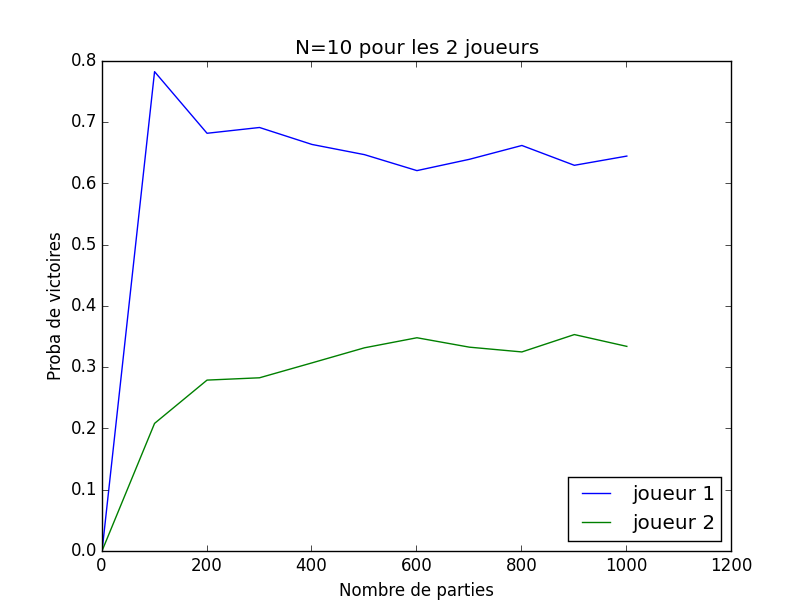 N=10 pour les 2 joueurs
Proba de victoires
0.8
0.7
0.6
0.5
0.4
0.3
0.2
0.1
0.0
0 200 400 600 800 1000 1200
Nombre de parties
joueur 1
joueur 2